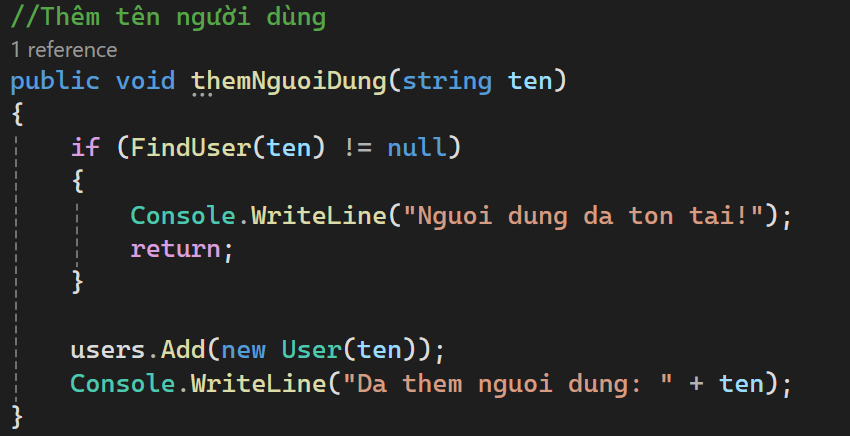 //Thêm tên người dùng
1 reference
public void themNguoiDung(string ten)
{
if (FindUser(ten) != null)
{
Console.WriteLine("Nguoi dung da ton tai!");
return;
}
users.Add(new User(ten));
Console.WriteLine("Da them nguoi dung: " + ten);
}